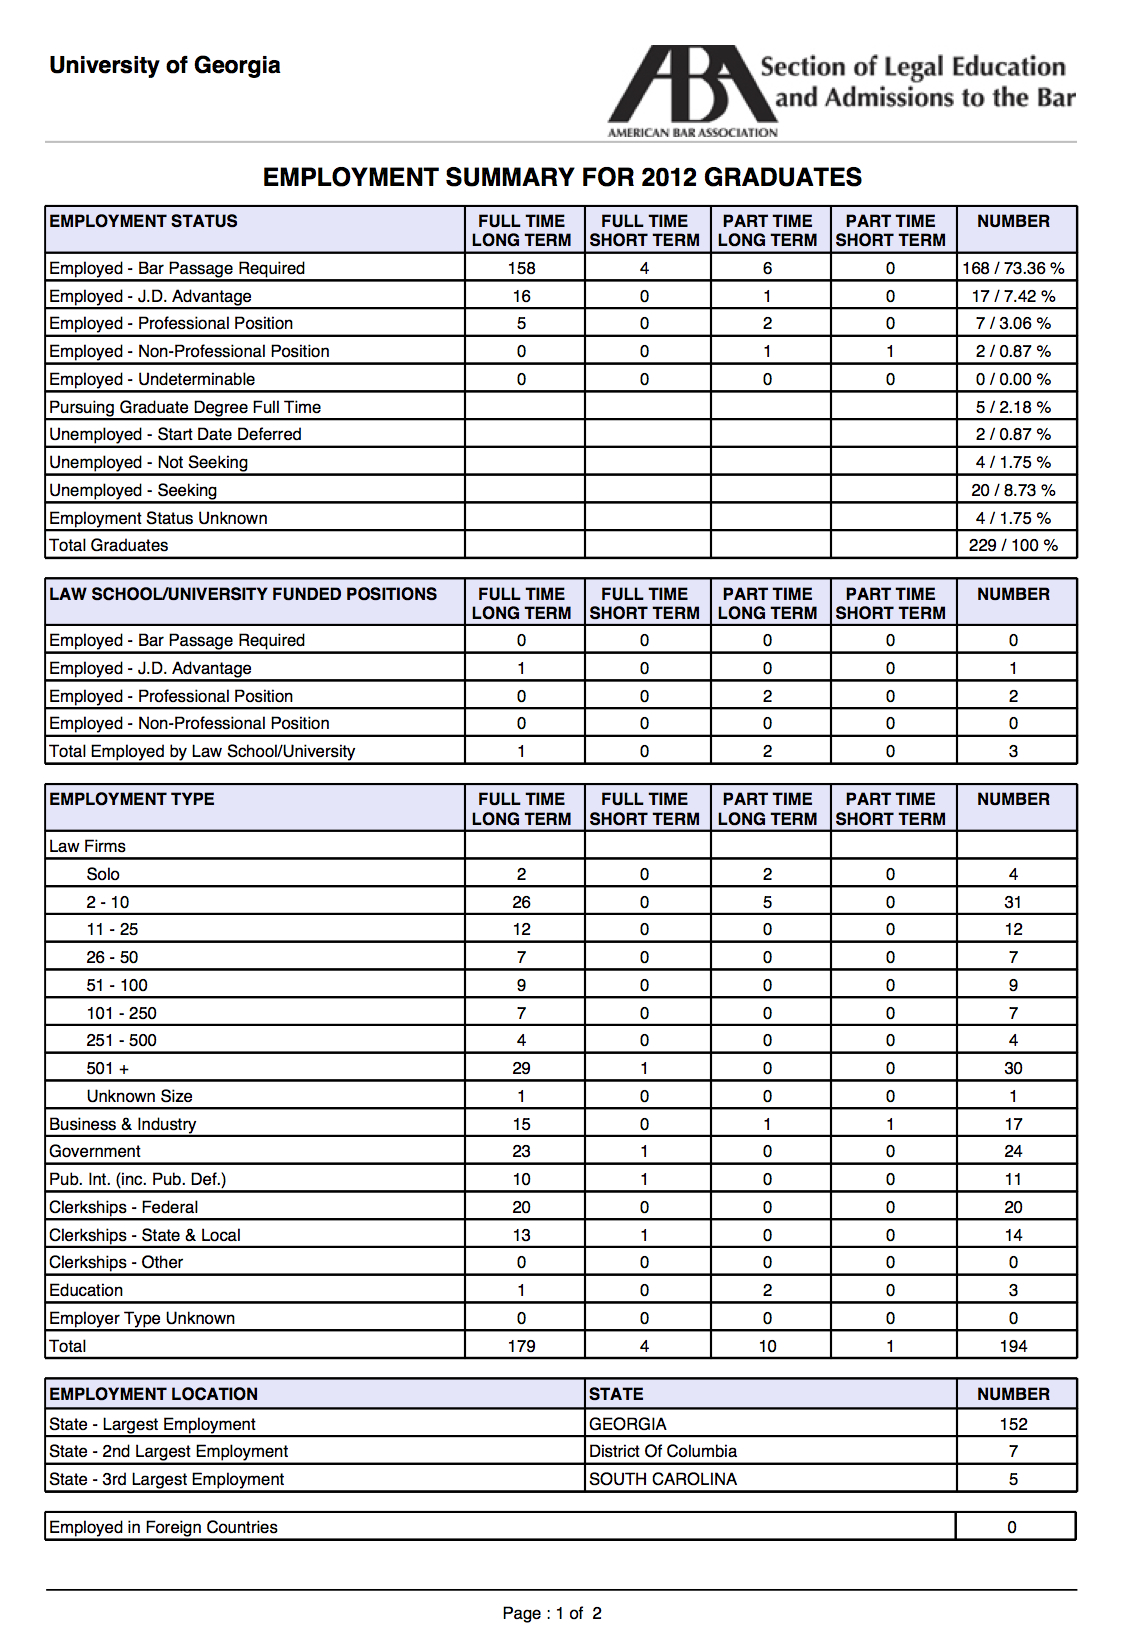 University of Georgia
ABA Section of Legal Education
and Admissions to the Bar
AMERICAN BAR ASSOCIATION
EMPLOYMENT SUMMARY FOR 2012 GRADUATES
EMPLOYMENT STATUS FULL TIME LONG TERM FULL TIME SHORT TERM PART TIME LONG TERM PART TIME SHORT TERM NUMBER
Employed - Bar Passage Required 158 4 6 0 168 / 73.36 %
Employed - J.D. Advantage 16 0 1 0 17 / 7.42 %
Employed - Professional Position 5 0 2 0 7 / 3.06 %
Employed - Non-Professional Position 0 0 1 1 2 / 0.87 %
Employed - Undeterminable 0 0 0 0 0 / 0.00 %
Pursuing Graduate Degree Full Time 5 / 2.18 %
Unemployed - Start Date Deferred 2 / 0.87 %
Unemployed - Not Seeking 4 / 1.75 %
Unemployed - Seeking 20 / 8.73 %
Employment Status Unknown 4 / 1.75 %
Total Graduates 229 / 100 %
LAW SCHOOL/UNIVERSITY FUNDED POSITIONS FULL TIME LONG TERM FULL TIME SHORT TERM PART TIME LONG TERM PART TIME SHORT TERM NUMBER
Employed - Bar Passage Required 0 0 0 0 0
Employed - J.D. Advantage 1 0 0 0 1
Employed - Professional Position 0 0 2 0 2
Employed - Non-Professional Position 0 0 0 0 0
Total Employed by Law School/University 1 0 2 0 3
EMPLOYMENT TYPE FULL TIME LONG TERM FULL TIME SHORT TERM PART TIME LONG TERM PART TIME SHORT TERM NUMBER
Law Firms
Solo 2 0 2 0 4
2 - 10 26 0 5 0 31
11 - 25 12 0 0 0 12
26 - 50 7 0 0 0 7
51 - 100 9 0 0 0 9
101 - 250 7 0 0 0 7
251 - 500 4 0 0 0 4
501 + 29 1 0 0 30
Unknown Size 1 0 0 0 1
Business & Industry 15 0 1 1 17
Government 23 1 0 0 24
Pub. Int. (inc. Pub. Def.) 10 1 0 0 11
Clerkships - Federal 20 0 0 0 20
Clerkships - State & Local 13 1 0 0 14
Clerkships - Other 0 0 0 0 0
Education 1 0 2 0 3
Employer Type Unknown 0 0 0 0 0
Total 179 4 10 1 194
EMPLOYMENT LOCATION STATE NUMBER
State - Largest Employment GEORGIA 152
State - 2nd Largest Employment District Of Columbia 7
State - 3rd Largest Employment SOUTH CAROLINA 5
Employed in Foreign Countries 0
Page : 1 of 2